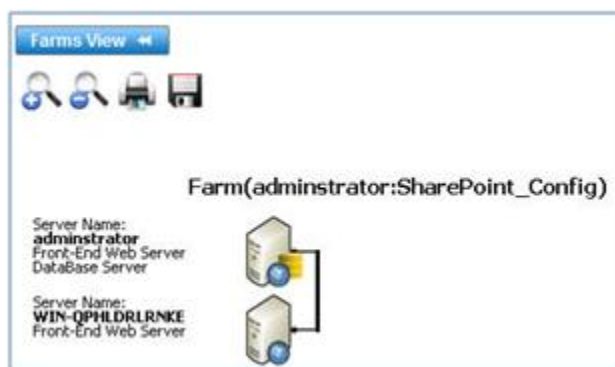 Farms View
Farm(adminstrator:SharePoint_Config)
Server Name:
adminstrator
Front-End Web Server
DataBase Server
Server Name:
WIN-QPHLDRLRNKE
Front-End Web Server